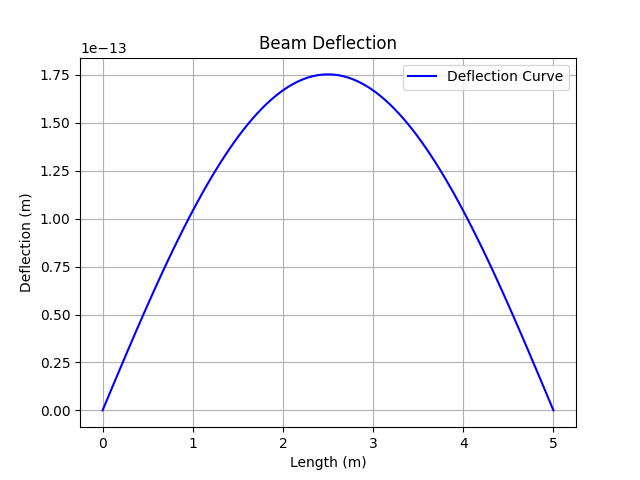 Beam Deflection
1e−13
Deflection Curve
1.75
1.50
1.25
1.00
0.75
0.50
0.25
0.00
Deflection (m)
0 1 2 3 4 5
Length (m)